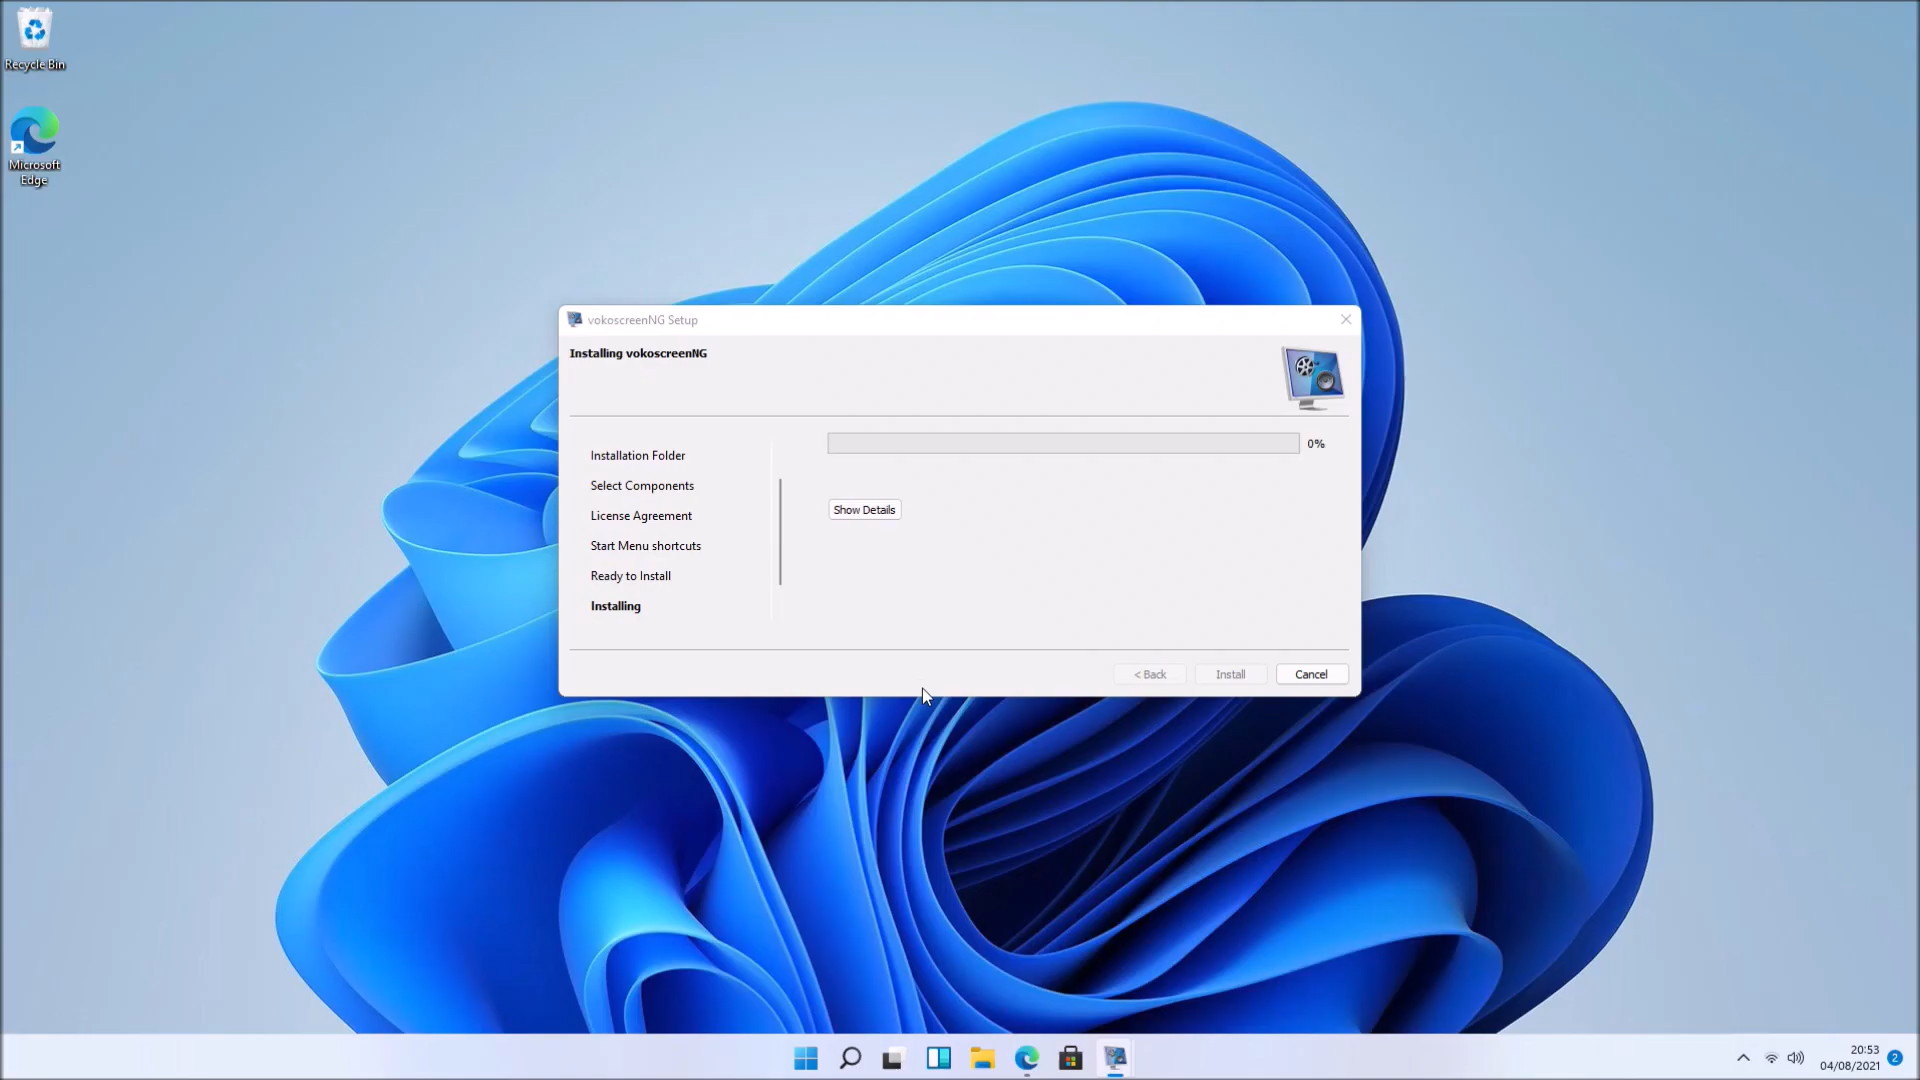 Recycle Bin
Microsoft
Edge
vokoscreenNG Setup
Installing vokoscreenNG
0%
Installation Folder
Select Components
License Agreement
Start Menu shortcuts
Ready to Install
Installing
Show Details
< Back
Install
Cancel
20:53
04/08/2021
2